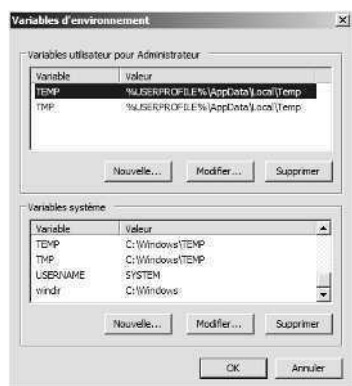 Variables d'environnement
Variables utilisateur pour Administrateur
Variable Valeur
TEMP %USERPROFILE%\AppData\Local\Temp
TMP %USERPROFILE%\AppData\Local\Temp
Nouvelle... Modifier... Supprimer
Variables système
Variable Valeur
TEMP C:\Windows\TEMP
TMP C:\Windows\TEMP
USERNAME SYSTEM
windir C:\Windows
Nouvelle... Modifier... Supprimer
OK Annuler